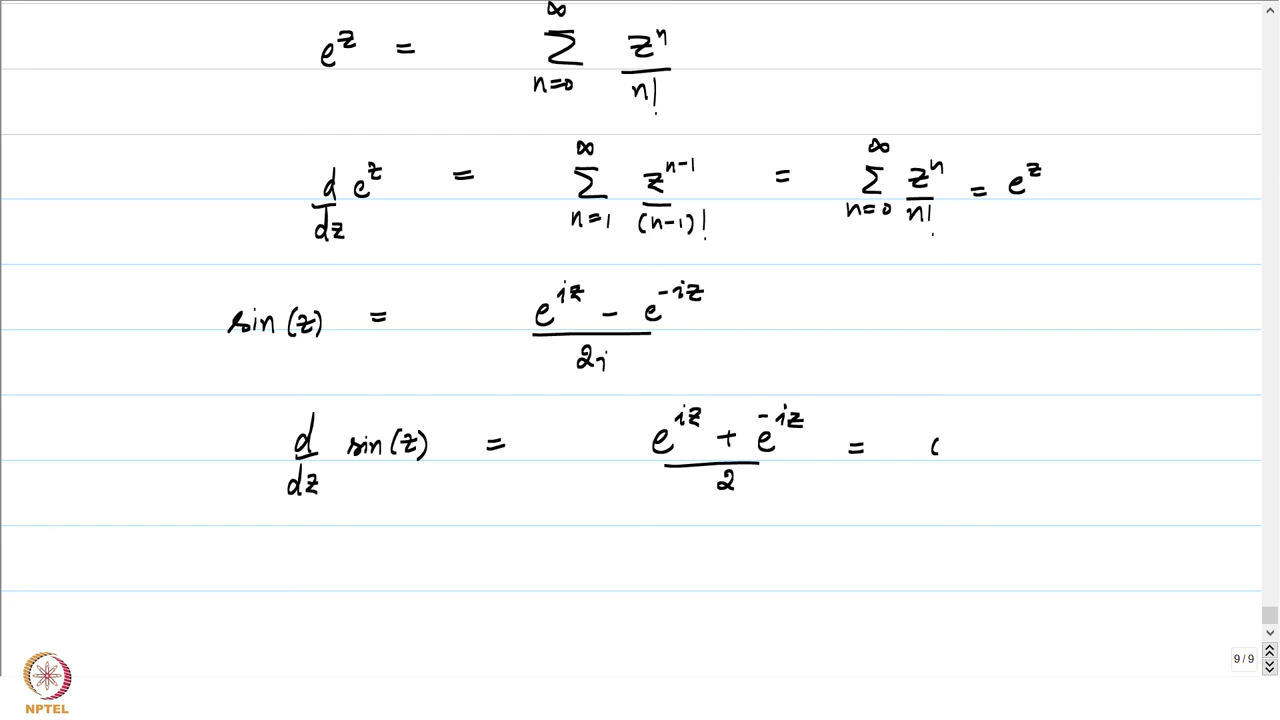 e^z = ∑_{n=0}^{∞} z^n / n!
d/dz e^z = ∑_{n=1}^{∞} z^{n-1} / (n-1)! = ∑_{n=0}^{∞} z^n / n! = e^z
sin(z) = (e^{iz} - e^{-iz}) / 2i
d/dz sin(z) = (e^{iz} + e^{-iz}) / 2 = (
9 / 9
NPTEL